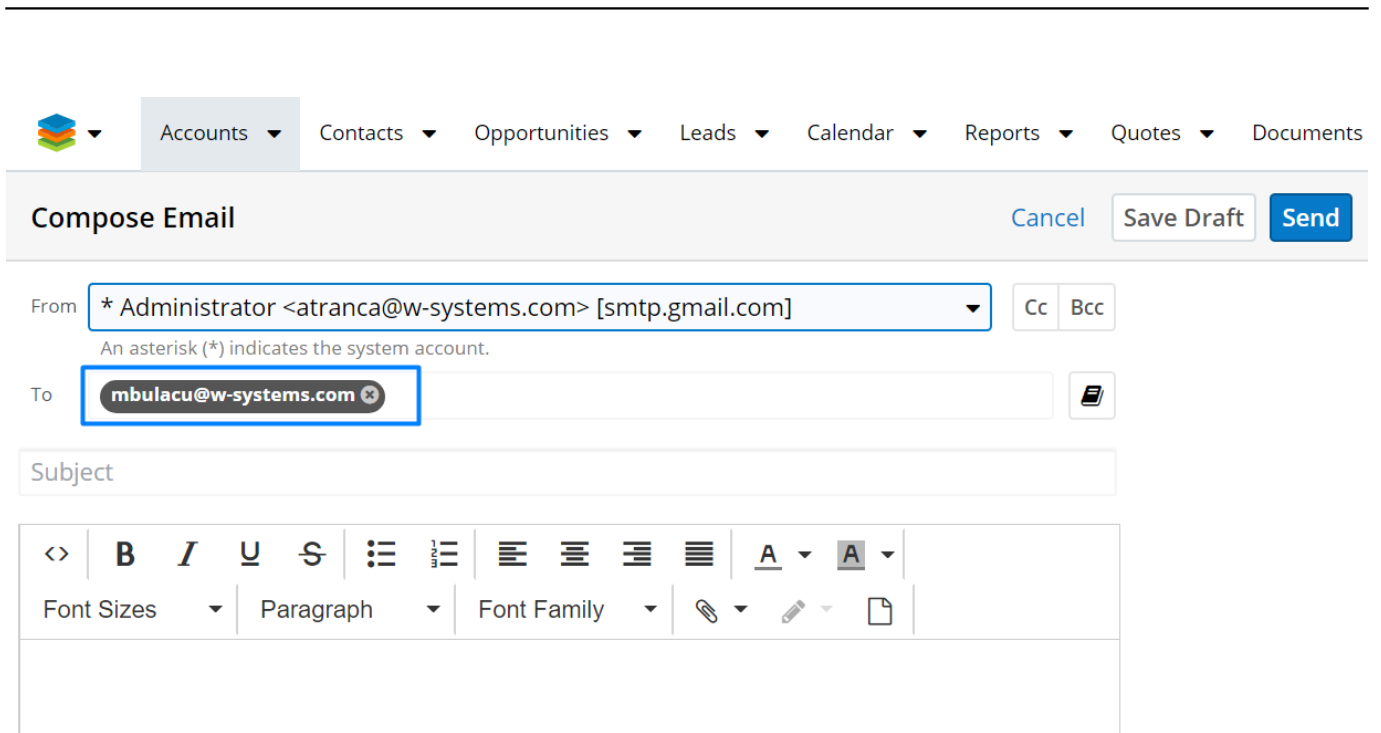 Accounts Contacts Opportunities Leads Calendar Reports Quotes Documents
Compose Email Cancel Save Draft Send
From * Administrator <atranca@w-systems.com> [smtp.gmail.com] Cc Bcc
An asterisk (*) indicates the system account.
To mbulacu@w-systems.com
Subject
<> B I U S A A
Font Sizes Paragraph Font Family